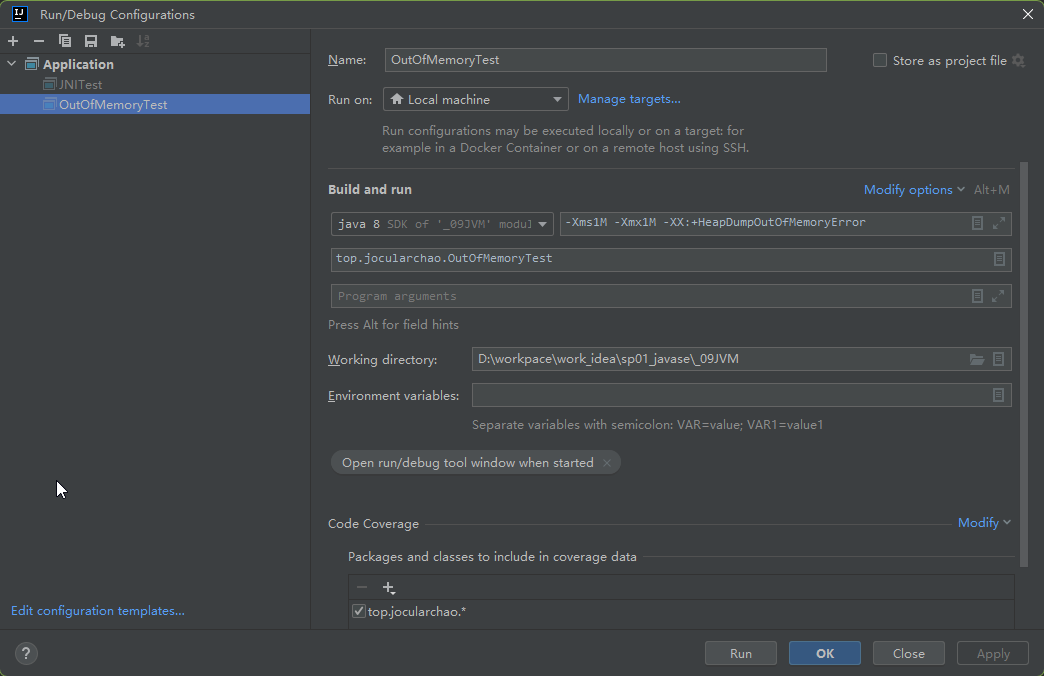 Run/Debug Configurations
Application
JNITest
OutOfMemoryTest
Edit configuration templates...
Name: OutOfMemoryTest
Store as project file
Run on: Local machine Manage targets...
Run configurations may be executed locally or on a target: for
example in a Docker Container or on a remote host using SSH.
Build and run Modify options Alt+M
java 8 SDK of '_09JVM' modul -Xms1M -Xmx1M -XX:+HeapDumpOutOfMemoryError
top.jocularchao.OutOfMemoryTest
Program arguments
Press Alt for field hints
Working directory: D:\workpace\work_idea\sp01_javase\_09JVM
Environment variables:
Separate variables with semicolon: VAR=value; VAR1=value1
Open run/debug tool window when started
Code Coverage Modify
Packages and classes to include in coverage data
top.jocularchao.*
? Run OK Close Apply